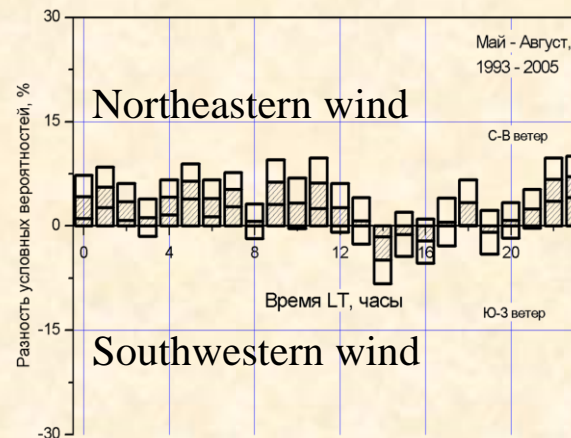 30
Май - Август,
1993 - 2005
Northeastern wind
15
С-В ветер
0
0 4 8 12 16 20
Время LT, часы
Ю-З ветер
-15
Southwestern wind
-30
Разность условных вероятностей, %